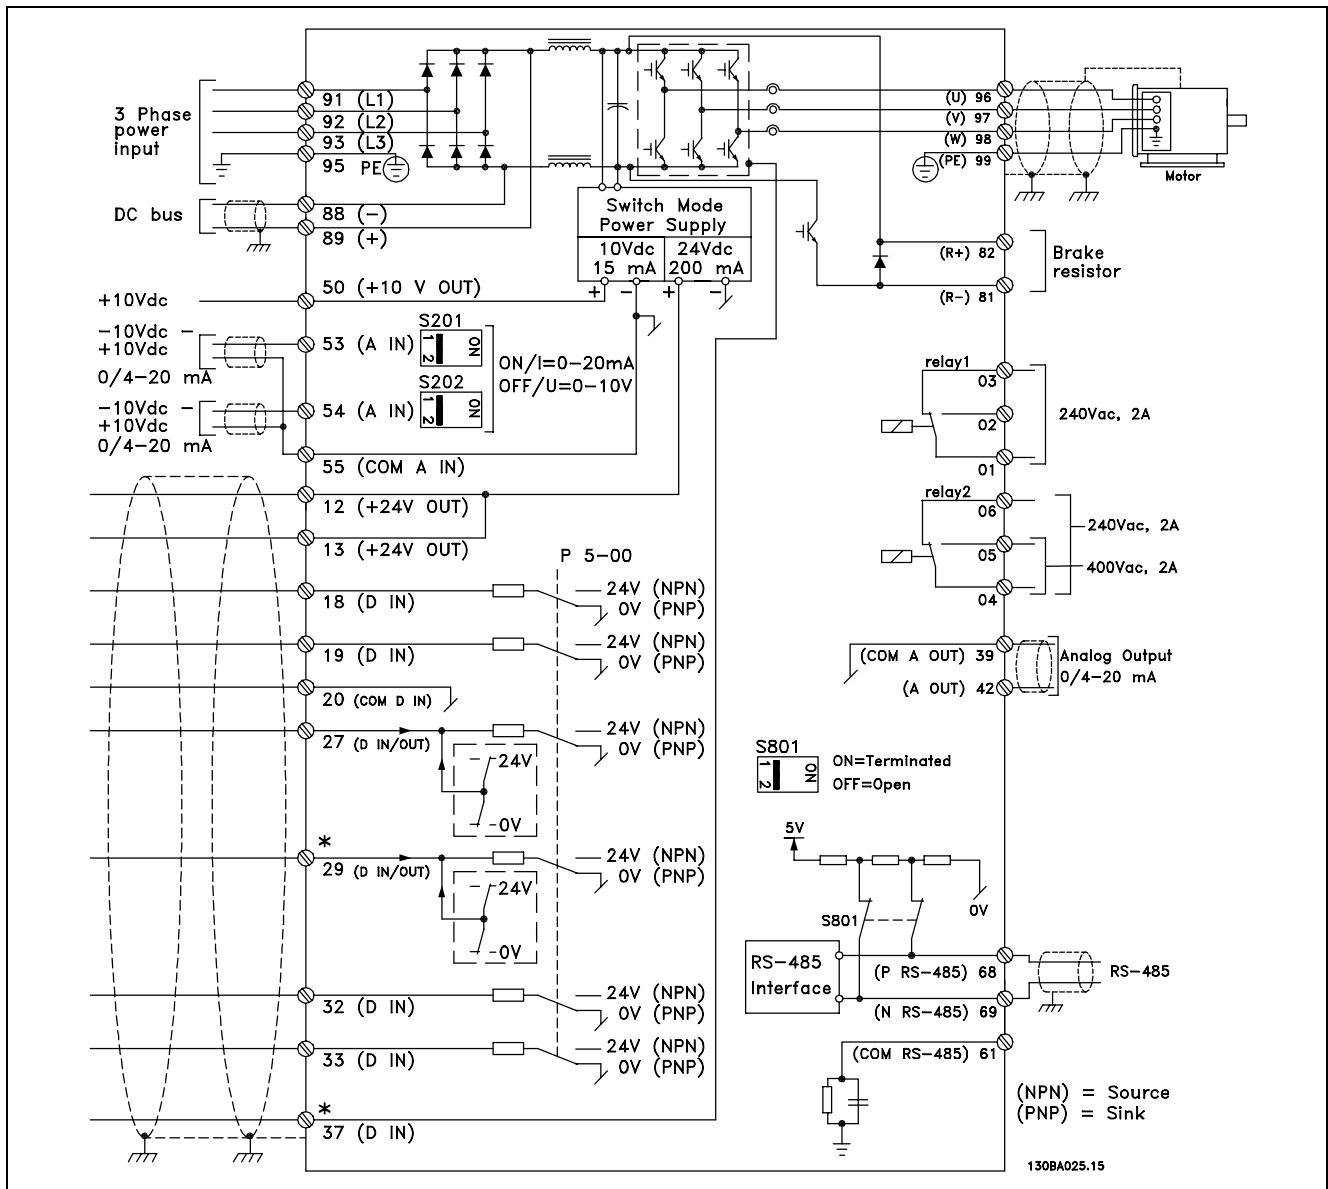 3 Phase
power
input
91 (L1)
92 (L2)
93 (L3)
95 PE
DC bus
88 (−)
89 (+)
+10Vdc
50 (+10 V OUT)
−10Vdc −
+10Vdc
0/4−20 mA
53 (A IN)
S201
1
2
ON
ON/I=0−20mA
OFF/U=0−10V
−10Vdc −
+10Vdc
0/4−20 mA
54 (A IN)
S202
1
2
ON
55 (COM A IN)
12 (+24V OUT)
13 (+24V OUT)
Switch Mode
Power Supply
10Vdc
15 mA
24Vdc
200 mA
+ − + −
P 5-00
18 (D IN)
24V (NPN)
0V (PNP)
19 (D IN)
24V (NPN)
0V (PNP)
20 (COM D IN)
27 (D IN/OUT)
24V (NPN)
0V (PNP)
24V
0V
*
29 (D IN/OUT)
24V (NPN)
0V (PNP)
24V
0V
32 (D IN)
24V (NPN)
0V (PNP)
33 (D IN)
24V (NPN)
0V (PNP)
*
37 (D IN)
(U) 96
(V) 97
(W) 98
(PE) 99
Motor
(R+) 82
Brake
resistor
(R−) 81
relay1
03
02
01
240Vac, 2A
relay2
06
05
04
240Vac, 2A
400Vac, 2A
(COM A OUT) 39
(A OUT) 42
Analog Output
0/4−20 mA
S801
1
2
ON
ON=Terminated
OFF=Open
5V
0V
S801
RS-485
Interface
(P RS-485) 68
(N RS-485) 69
RS-485
(COM RS-485) 61
(NPN) = Source
(PNP) = Sink
130BA025.15